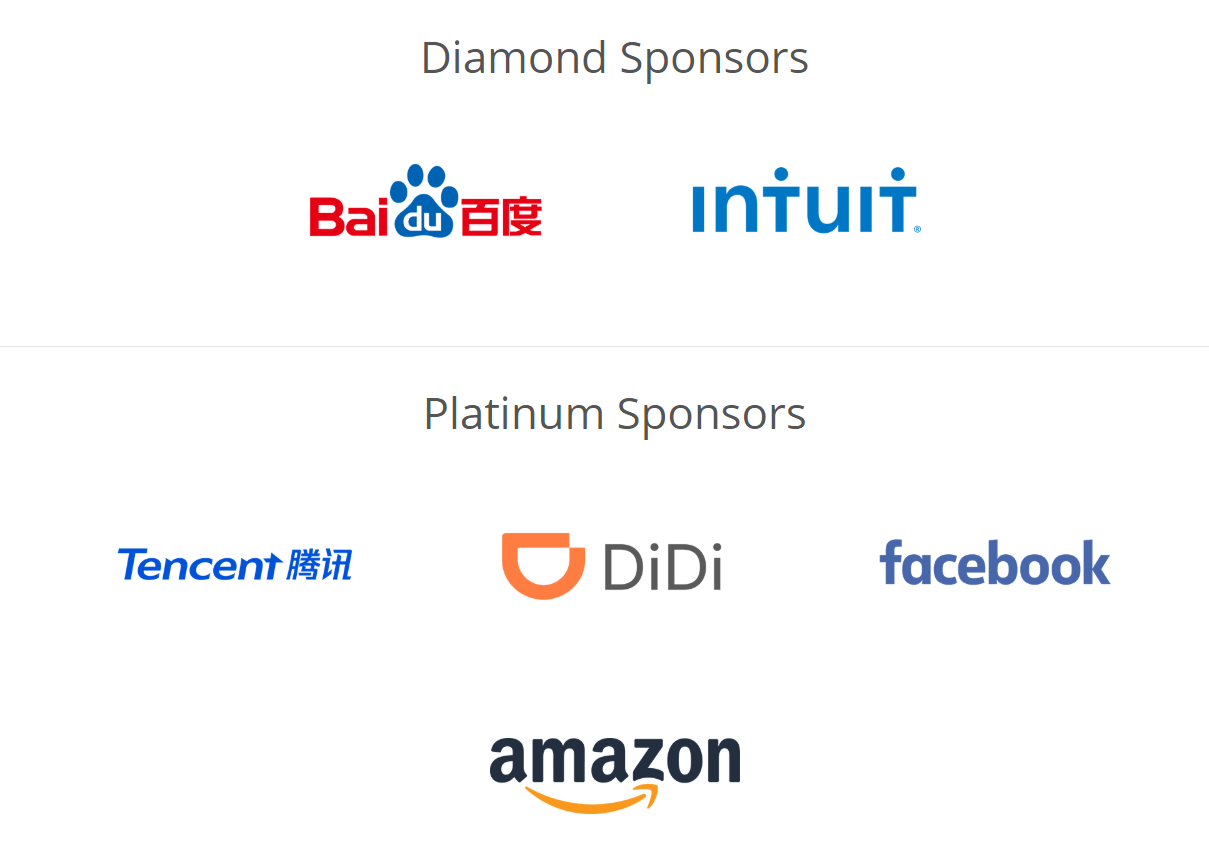 Diamond Sponsors
Baidu百度 intuit®
Platinum Sponsors
Tencent腾讯 DiDi facebook
amazon